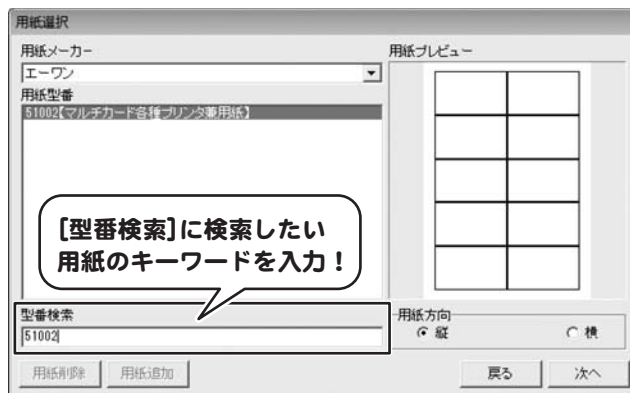 用紙選択
用紙メーカー
エーワン
用紙型番
51002【マルチカード各種プリンタ兼用紙】
[型番検索]に検索したい
用紙のキーワードを入力！
型番検索
51002
用紙削除
用紙追加
用紙プレビュー
用紙方向
縦
横
戻る
次へ